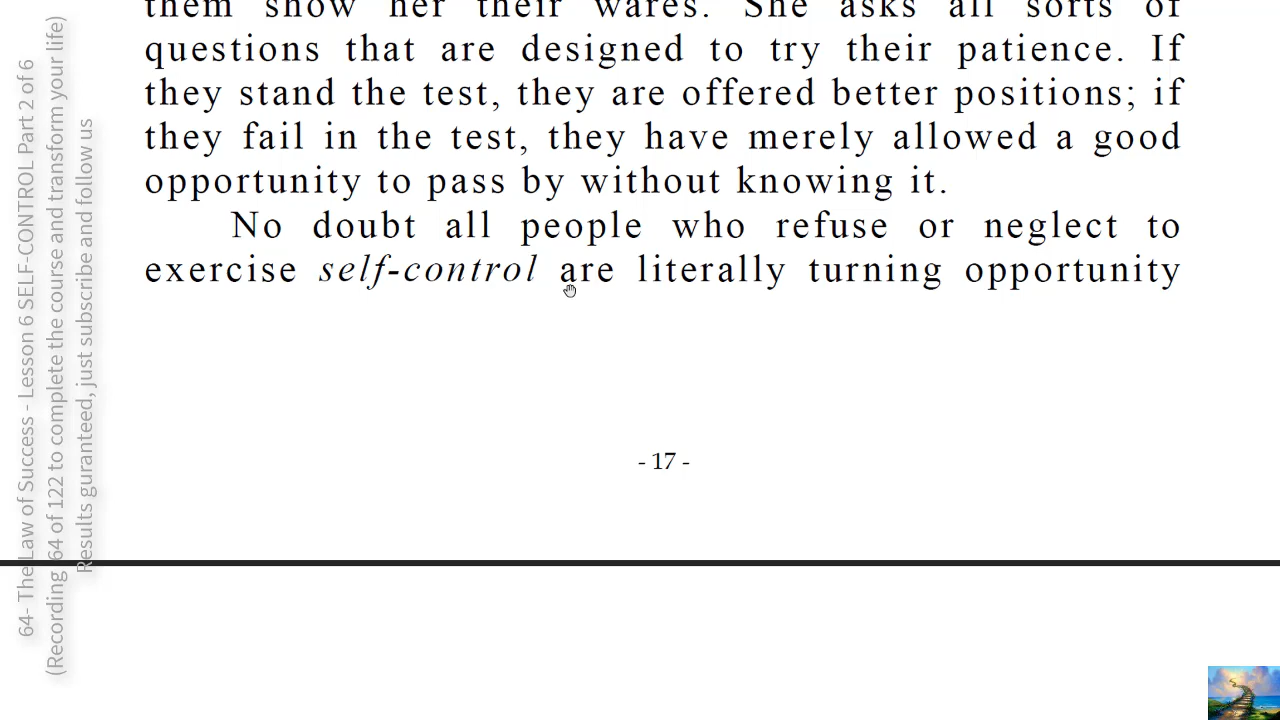 them show her their wares. She asks all sorts of
questions that are designed to try their patience. If
they stand the test, they are offered better positions; if
they fail in the test, they have merely allowed a good
opportunity to pass by without knowing it.
No doubt all people who refuse or neglect to
exercise self-control are literally turning opportunity
- 17 -
64- The Law of Success - Lesson 6 SELF-CONTROL Part 2 of 6
(Recording 64 of 122 to complete the course and transform your life)
Results guranteed, just subscribe and follow us